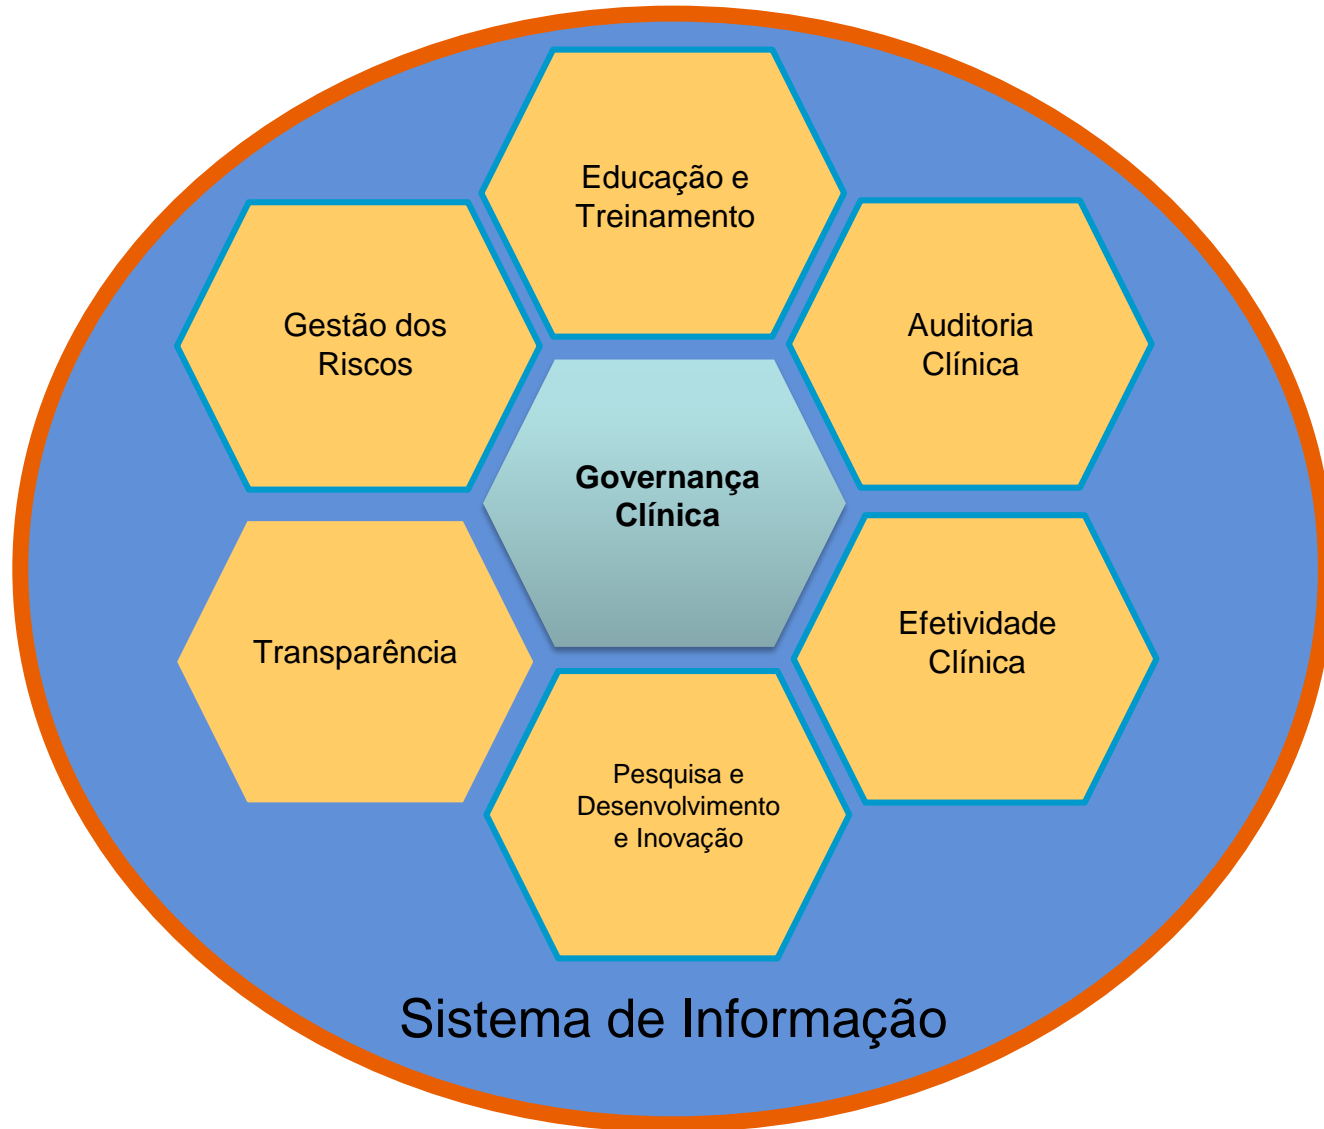 Educação e
Treinamento
Gestão dos
Riscos
Auditoria
Clínica
Governança
Clínica
Transparência
Efetividade
Clínica
Pesquisa e
Desenvolvimento
e Inovação
Sistema de Informação